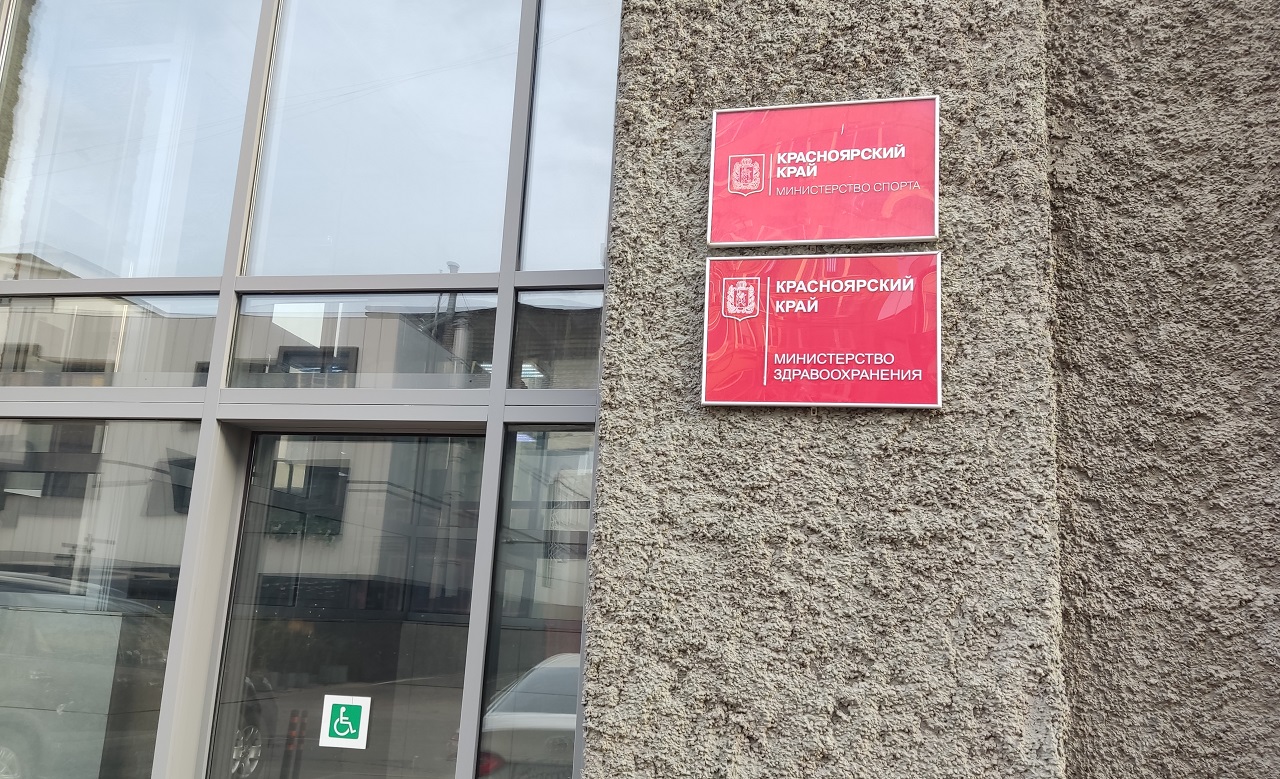 КРАСНОЯРСКИЙ
КРАЙ
МИНИСТЕРСТВО СПОРТА
КРАСНОЯРСКИЙ
КРАЙ
МИНИСТЕРСТВО
ЗДРАВООХРАНЕНИЯ